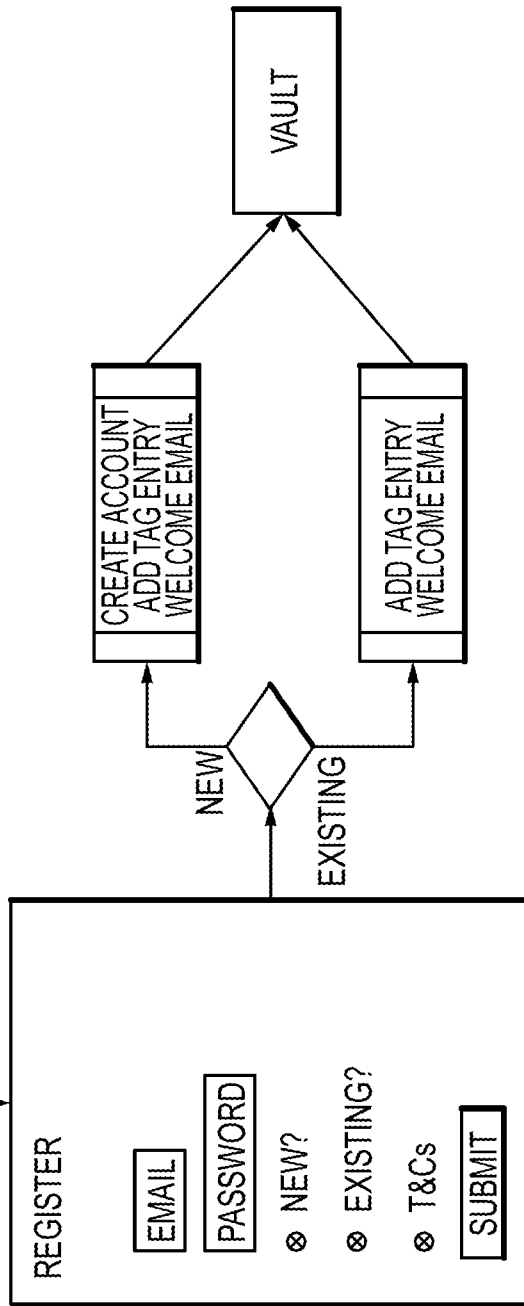 REGISTER
EMAIL
PASSWORD
NEW?
EXISTING?
T&Cs
SUBMIT
NEW
EXISTING
CREATE ACCOUNT
ADD TAG ENTRY
WELCOME EMAIL
ADD TAG ENTRY
WELCOME EMAIL
VAULT